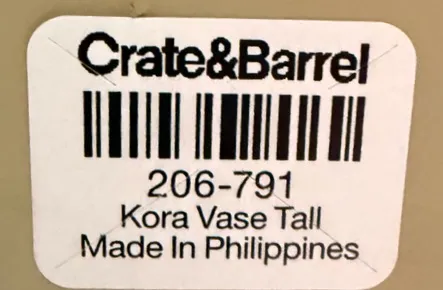 Crate&Barrel
206-791
Kora Vase Tall
Made In Philippines